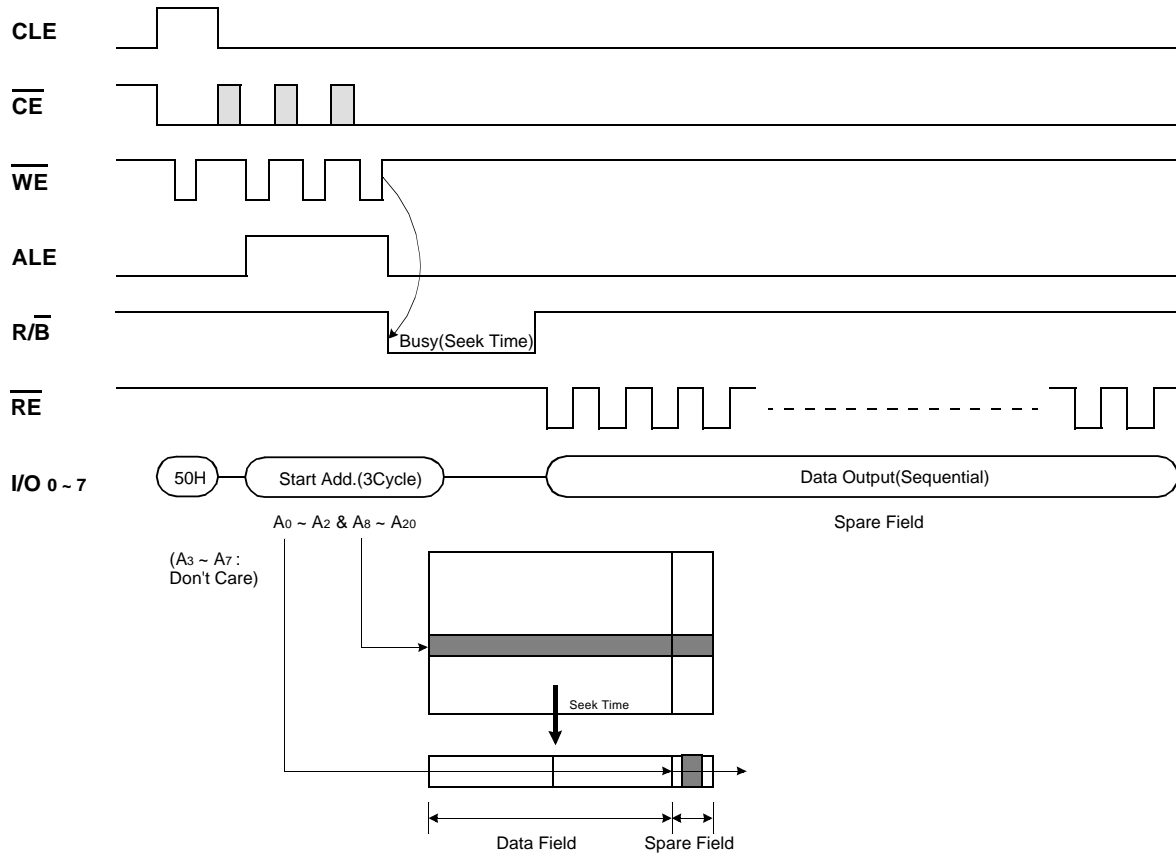 CLE
CE
WE
ALE
R/B
Busy(Seek Time)
RE
I/O 0 ~ 7
50H
Start Add.(3Cycle)
Data Output(Sequential)
A0 ~ A2 & A8 ~ A20
Spare Field
(A3 ~ A7 :
Don't Care)
Seek Time
Data Field
Spare Field